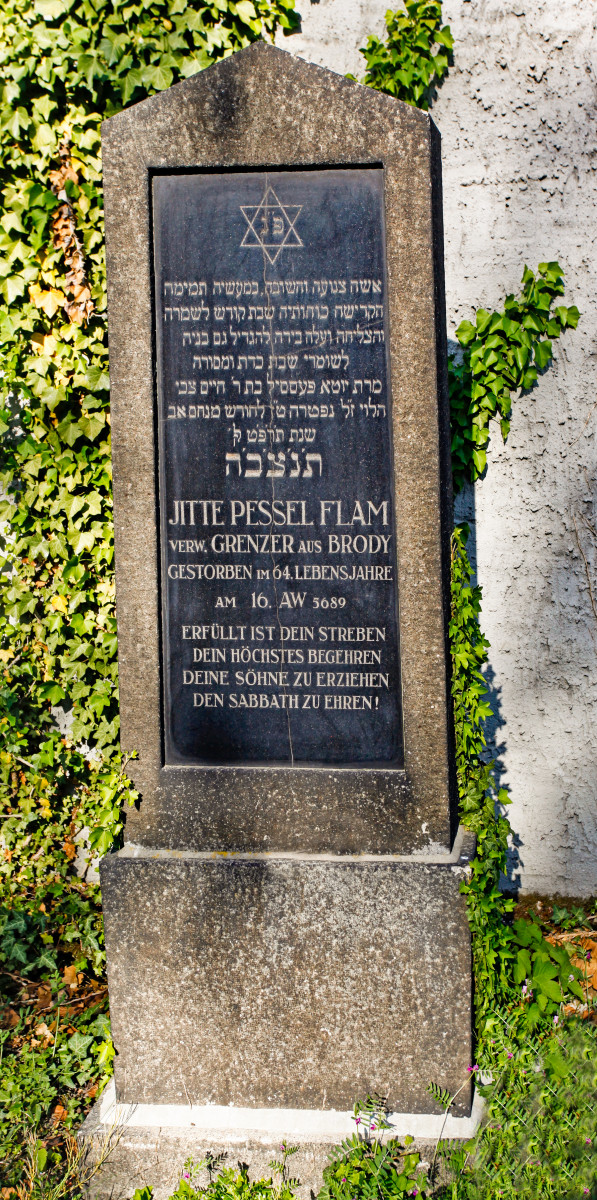 פ נ
אשה צנועה וחשובה, במעשיה תמימה
הקדישה כוחותיה שבת קודש לשמרה
והצליחה ועלה בידה להגדיל גם בניה
לשומרי שבת כדת ומסורה
מרת יוטא פעססיל בת ר' חיים צבי
הלוי ז"ל נפטרה ט"ז לחודש מנחם אב
שנת תרפ"ט לק
תנצבה
JITTE PESSEL FLAM
VERW. GRENZER AUS BRODY
GESTORBEN IM 64. LEBENSJAHRE
AM 16. AW 5689
ERFÜLLT IST DEIN STREBEN
DEIN HÖCHSTES BEGEHREN
DEINE SÖHNE ZU ERZIEHEN
DEN SABBATH ZU EHREN!